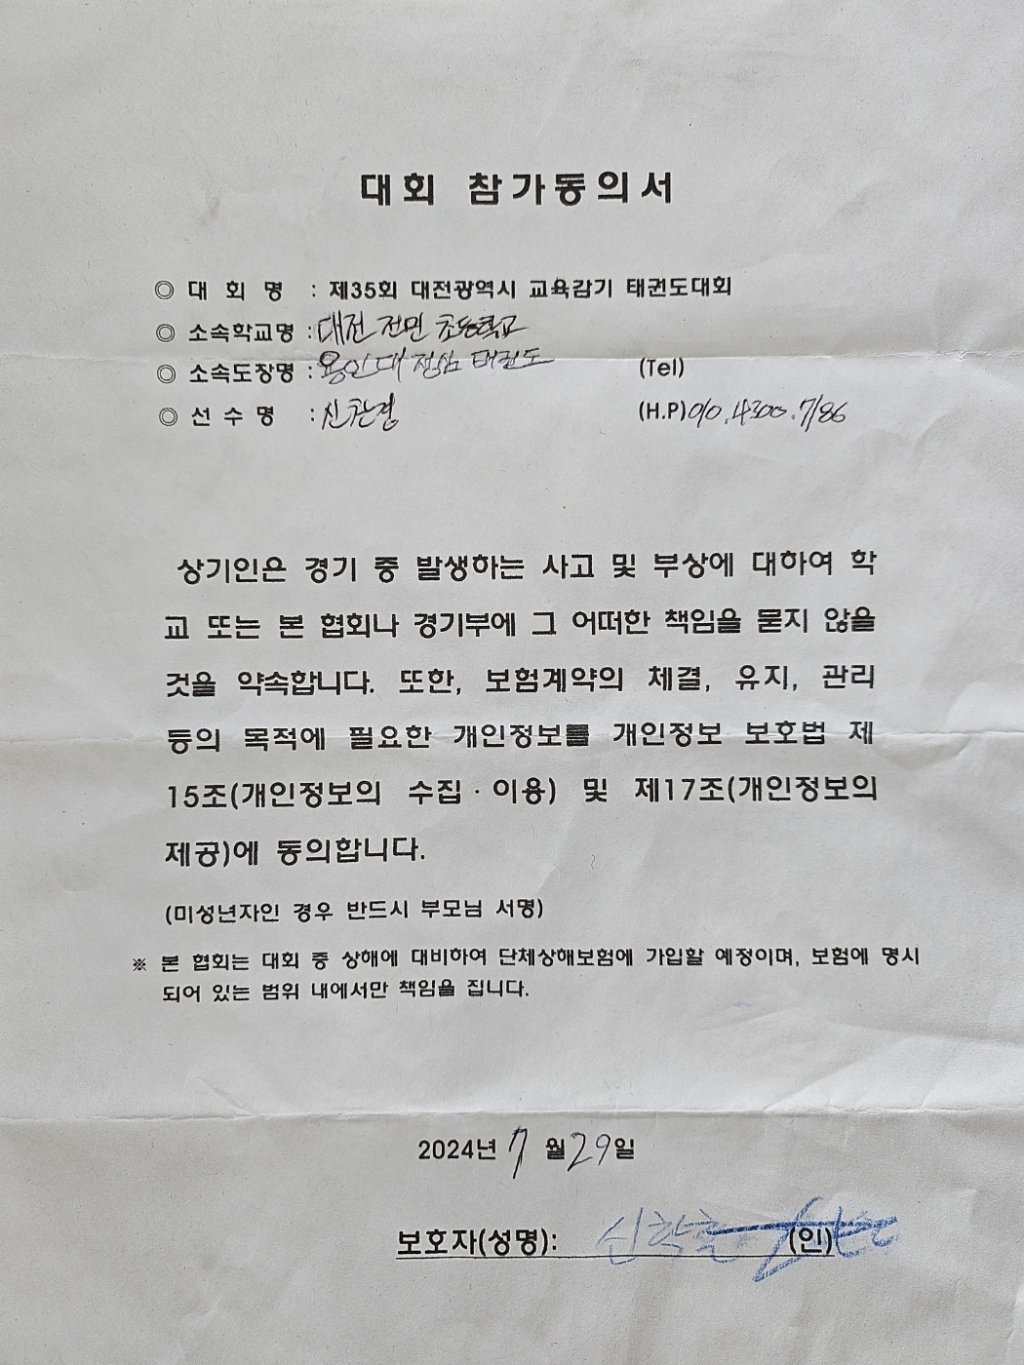 대회 참가동의서
◎ 대 회 명 : 제35회 대전광역시 교육감기 태권도대회
◎ 소속학교명 : 대전 전민 초등학교
◎ 소속도장명 : 용인대 정심 태권도 (Tel)
◎ 선 수 명 : (H.P) 010.4300.7186
상기인은 경기 중 발생하는 사고 및 부상에 대하여 학
교 또는 본 협회나 경기부에 그 어떠한 책임을 묻지 않을
것을 약속합니다. 또한, 보험계약의 체결, 유지, 관리
등의 목적에 필요한 개인정보를 개인정보 보호법 제
15조(개인정보의 수집 · 이용) 및 제17조(개인정보의
제공)에 동의합니다.
(미성년자인 경우 반드시 부모님 서명)
※ 본 협회는 대회 중 상해에 대비하여 단체상해보험에 가입할 예정이며, 보험에 명시
되어 있는 범위 내에서만 책임을 집니다.
2024년 7 월 29일
보호자(성명): (인)